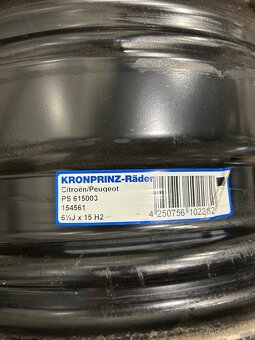 KRONPRINZ-Räder
Citroën/Peugeot
PS 615003
154561
6½J x 15 H2
4 250756 102282